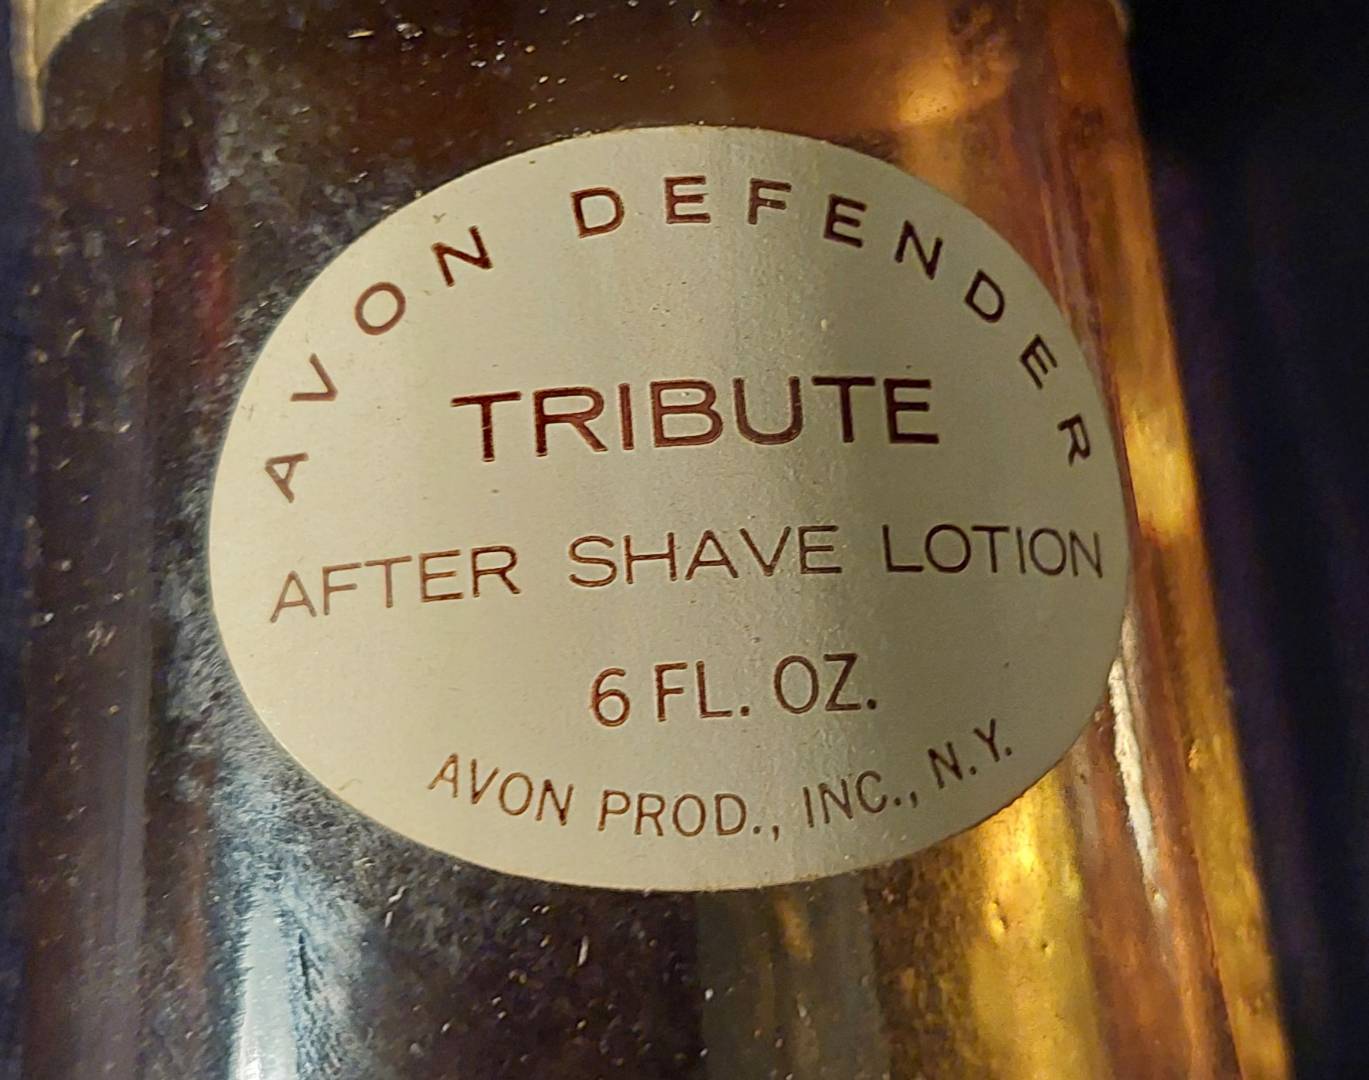 AVON DEFENDER
TRIBUTE
AFTER SHAVE LOTION
6 FL. OZ.
AVON PROD., INC., N.Y.